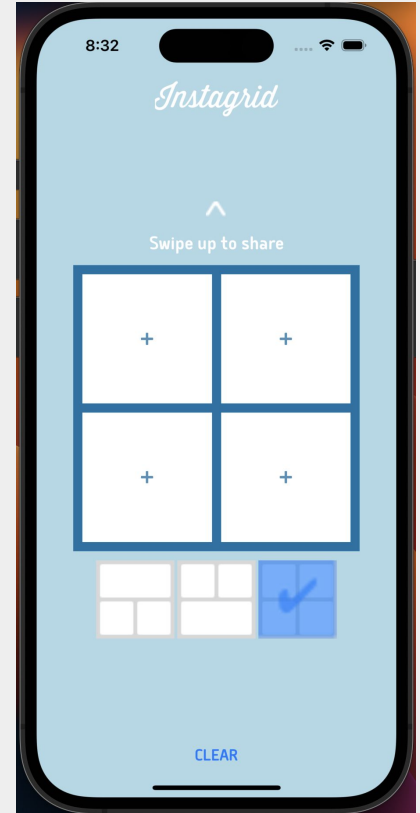 8:32
Instagrid
^
Swipe up to share
+ +
+ +
CLEAR